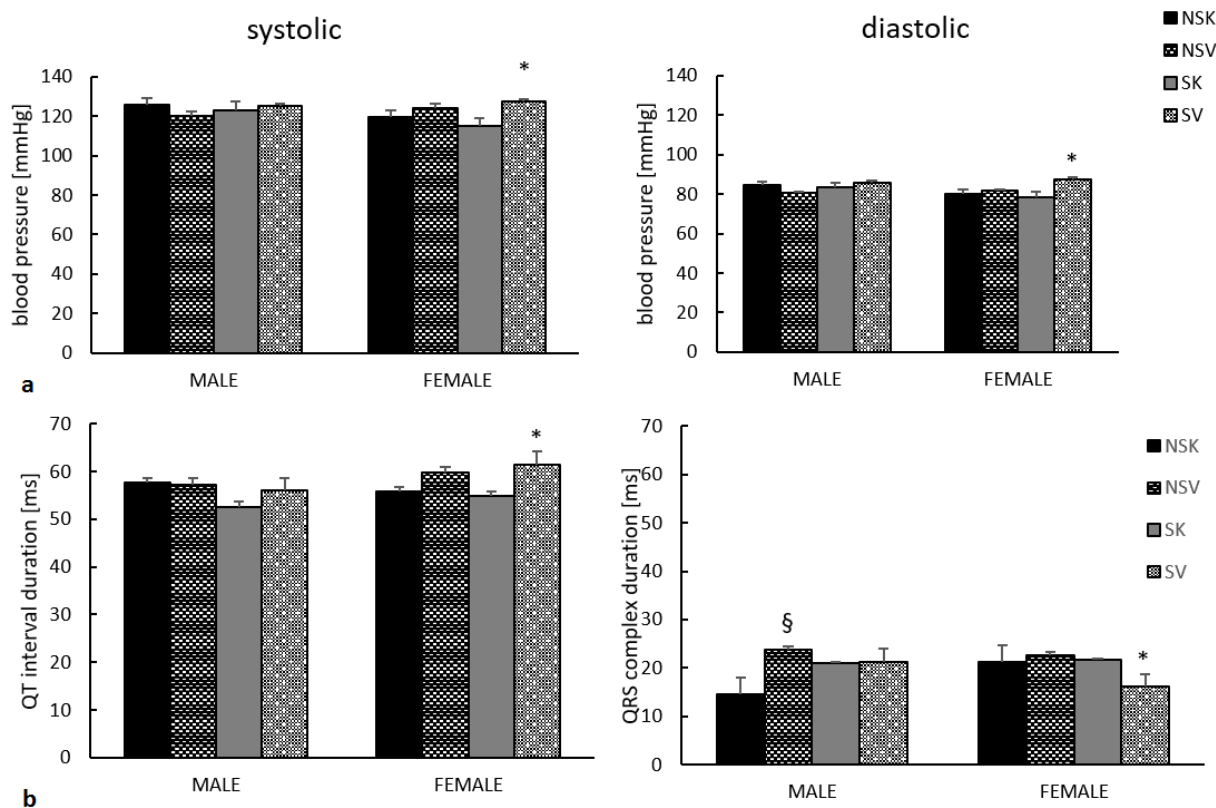 systolic
diastolic
NSK
NSV
SK
SV
blood pressure [mmHg]
140
120
100
80
60
40
20
0
*
MALE
FEMALE
blood pressure [mmHg]
140
120
100
80
60
40
20
0
*
MALE
FEMALE
a
QT interval duration [ms]
70
60
50
40
30
20
10
0
*
MALE
FEMALE
QRS complex duration [ms]
70
60
50
40
30
20
10
0
§
*
MALE
FEMALE
NSK
NSV
SK
SV
b